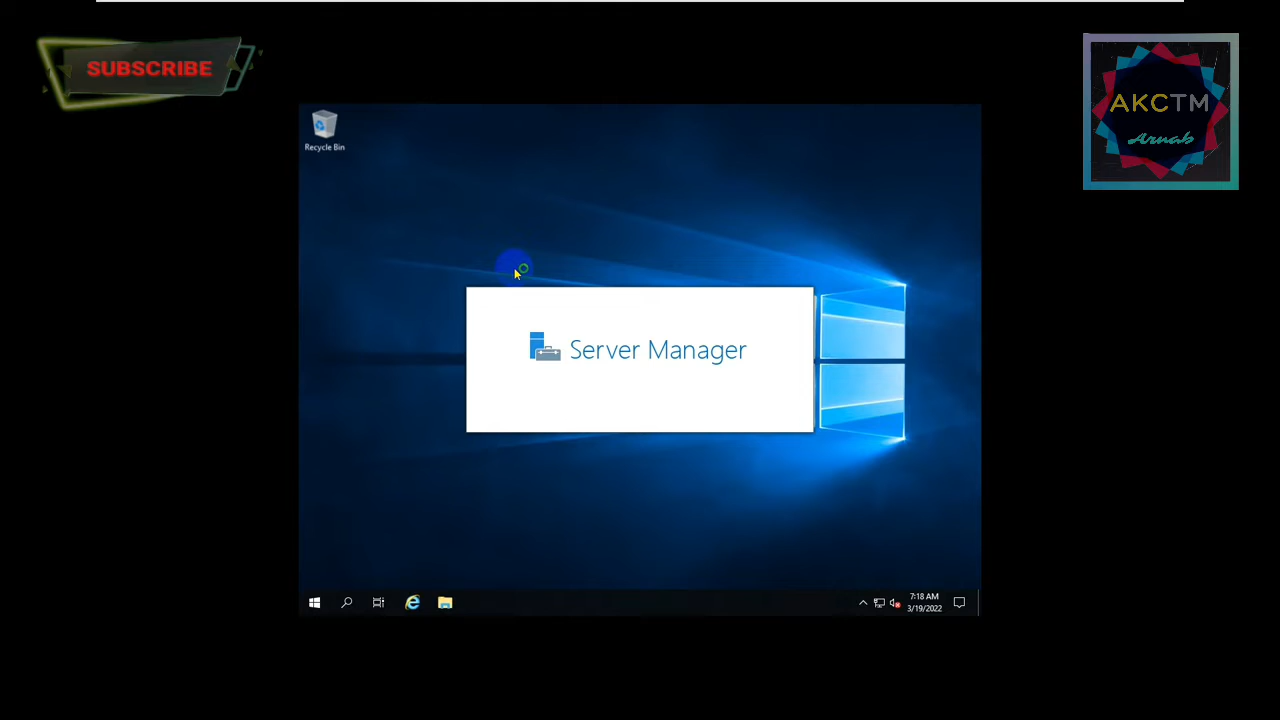 SUBSCRIBE
AKCTM
Arnab
Recycle Bin
Server Manager
7:18 AM
3/19/2022